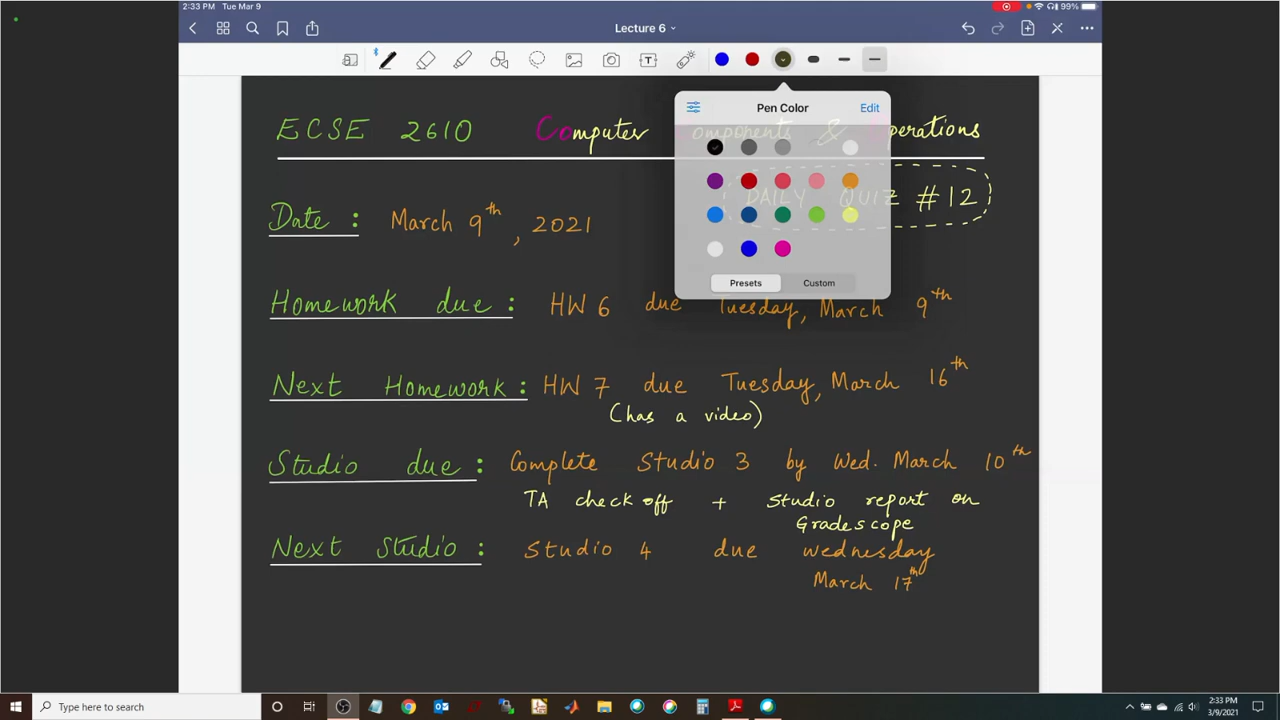 2:33 PM Tue Mar 9
99%
Lecture 6
Pen Color
Edit
Presets
Custom
ECSE 2610 Computer omponents & perations
DAILY QUIZ #12
Date : March 9th, 2021
Homework due : HW 6 due Tuesday, March 9th
Next Homework : HW 7 due Tuesday, March 16th
(has a video)
Studio due : Complete Studio 3 by Wed. March 10th
TA check off + studio report on
Gradescope
Next Studio : Studio 4 due wednesday
March 17th
Type here to search
2:33 PM
3/9/2021